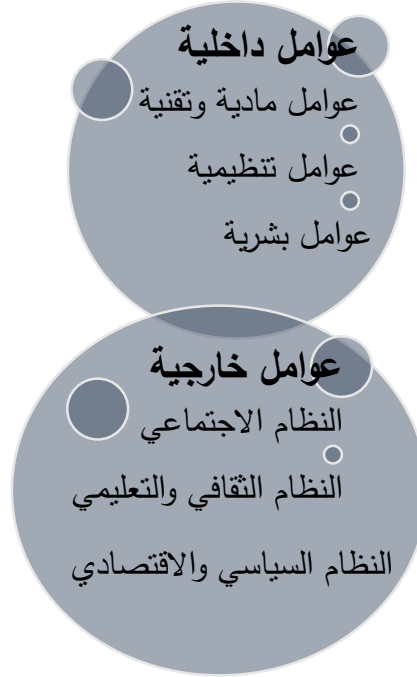 عوامل داخلية
عوامل مادية وتقنية
عوامل تنظيمية
عوامل بشرية
عوامل خارجية
النظام الاجتماعي
النظام الثقافي والتعليمي
النظام السياسي والاقتصادي